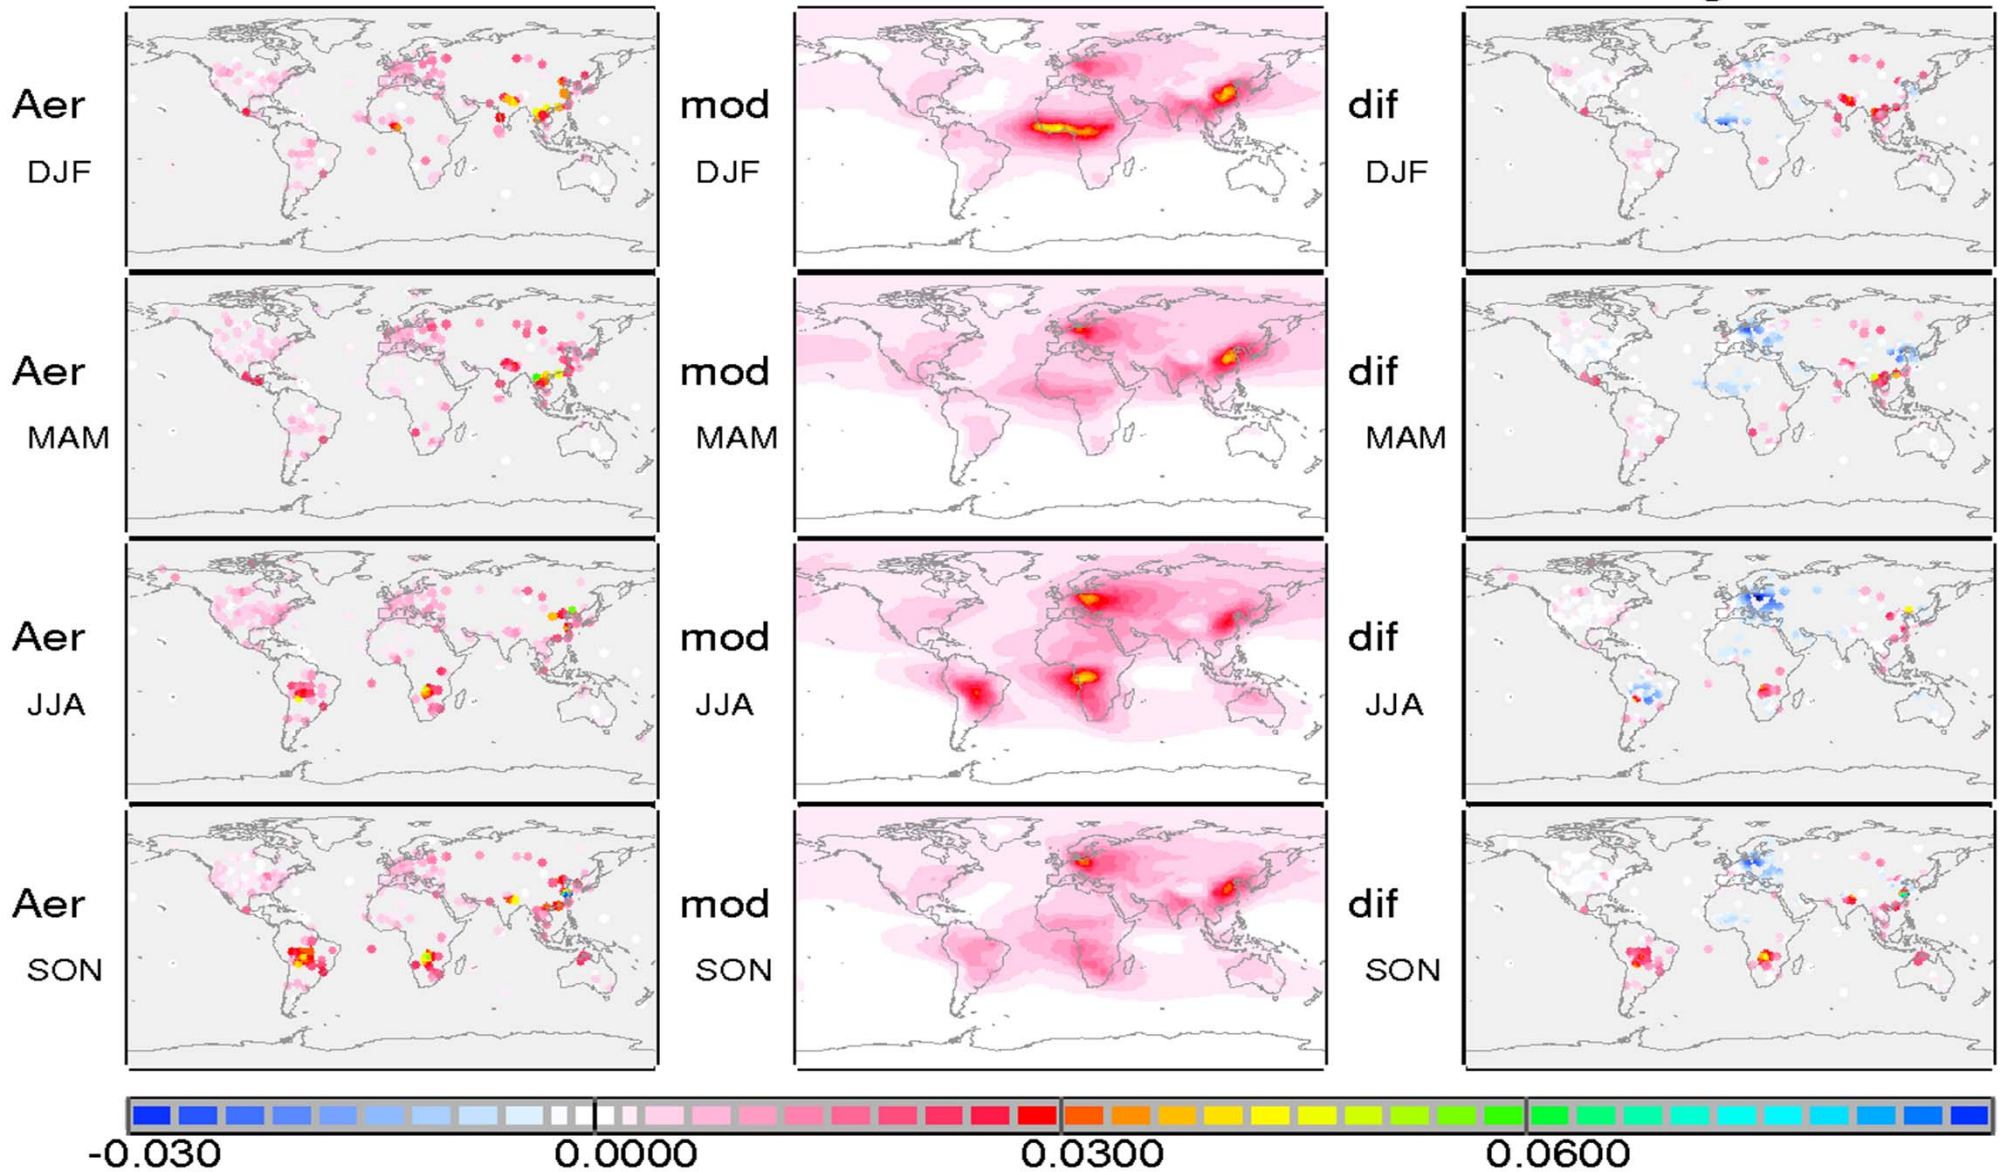 Aer mod dif
DJF DJF DJF
Aer mod dif
MAM MAM MAM
Aer mod dif
JJA JJA JJA
Aer mod dif
SON SON SON
-0.030 0.0000 0.0300 0.0600